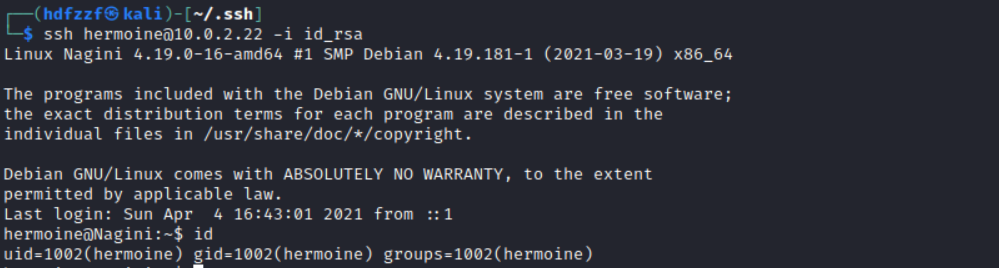 ┌──(hdfzzf㉿kali)-[~/.ssh]
└─$ ssh hermoine@10.0.2.22 -i id_rsa
Linux Nagini 4.19.0-16-amd64 #1 SMP Debian 4.19.181-1 (2021-03-19) x86_64
The programs included with the Debian GNU/Linux system are free software;
the exact distribution terms for each program are described in the
individual files in /usr/share/doc/*/copyright.
Debian GNU/Linux comes with ABSOLUTELY NO WARRANTY, to the extent
permitted by applicable law.
Last login: Sun Apr  4 16:43:01 2021 from ::1
hermoine@Nagini:~$ id
uid=1002(hermoine) gid=1002(hermoine) groups=1002(hermoine)